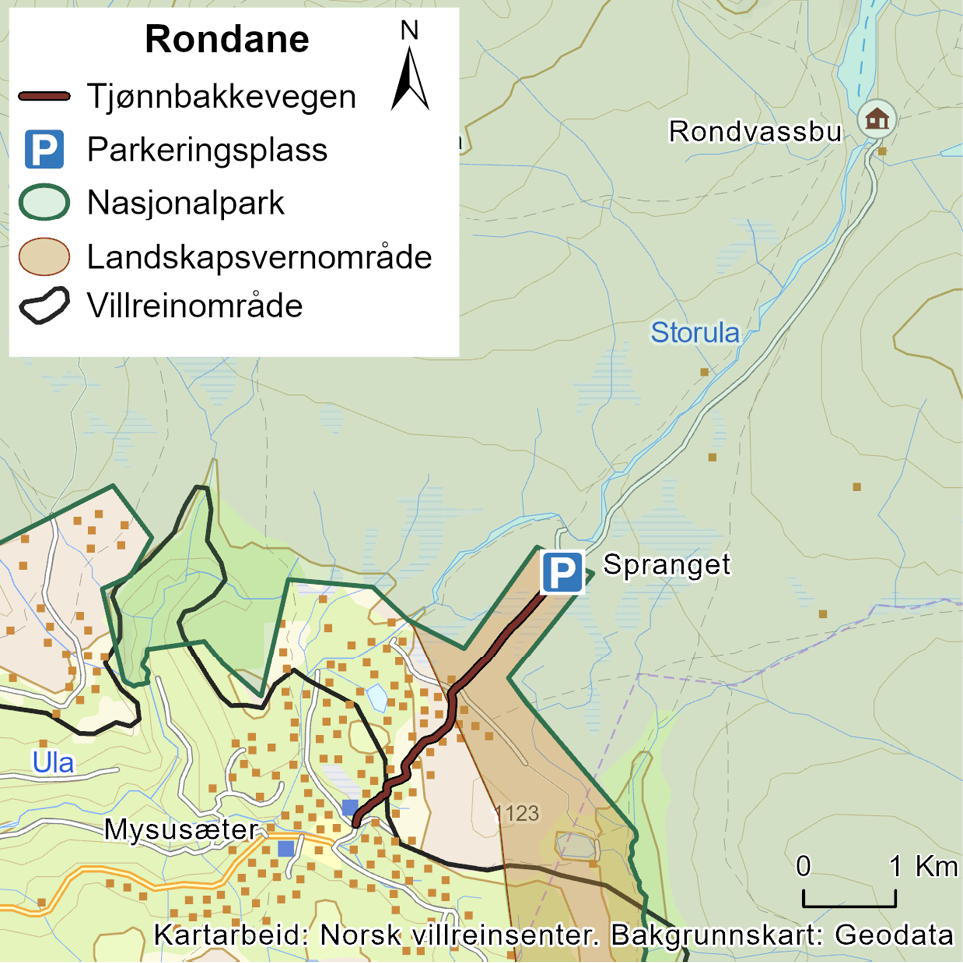 Rondane
N
Tjønnbakkevegen
P Parkeringsplass
Nasjonalpark
Landskapsvernområde
Villreinområde
Rondvassbu
Storula
P
Spranget
Ula
1123
Mysusæter
0 1 Km
Kartarbeid: Norsk villreinsenter. Bakgrunnskart: Geodata